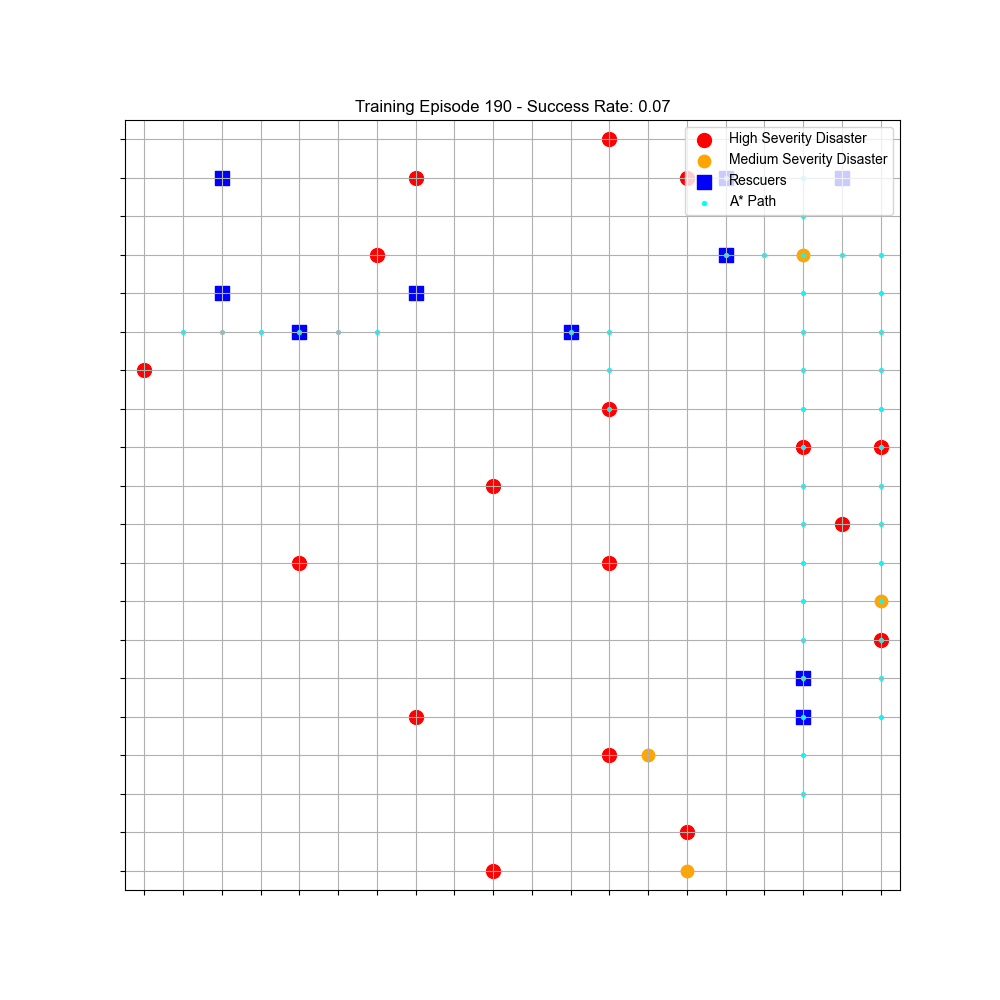 Training Episode 190 - Success Rate: 0.07
High Severity Disaster
Medium Severity Disaster
Rescuers
A* Path